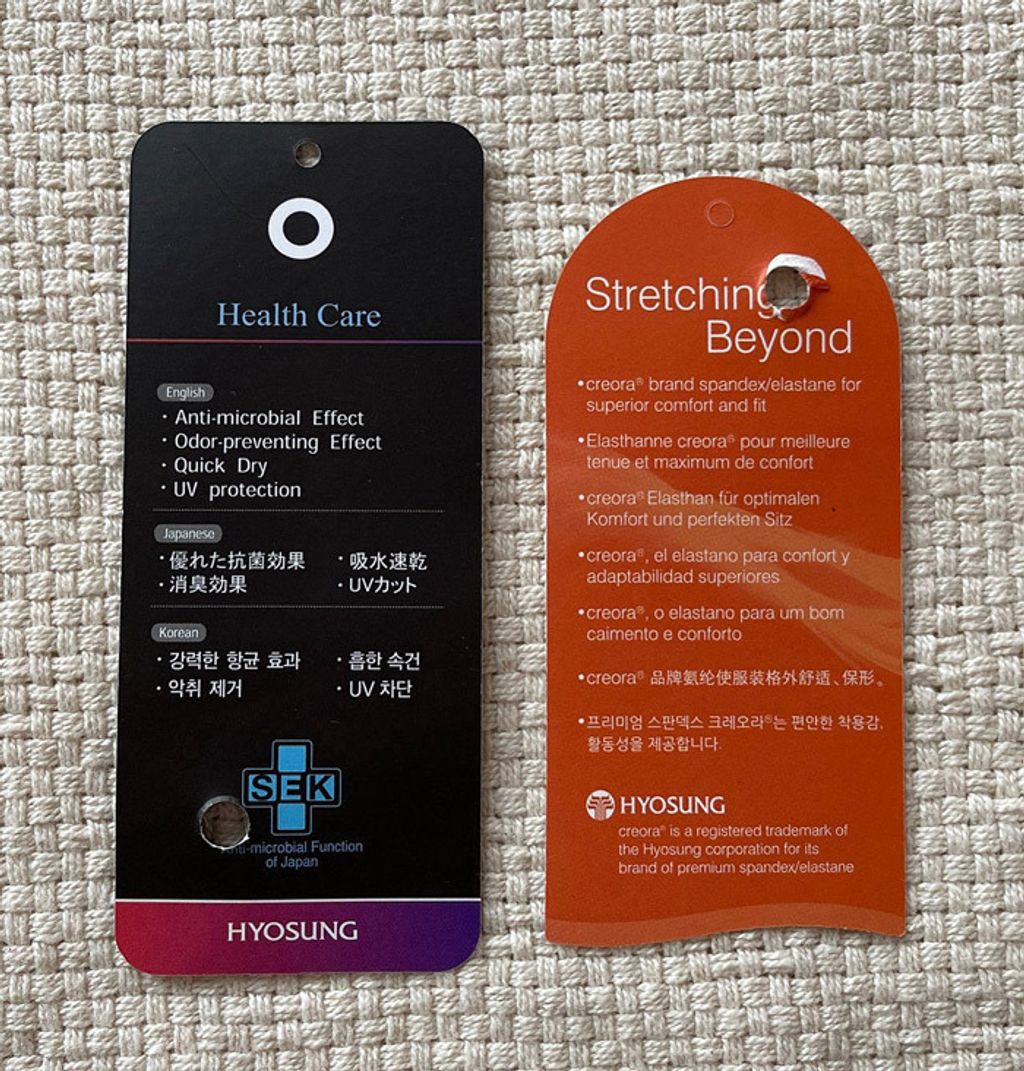 Health Care
English
· Anti-microbial Effect
· Odor-preventing Effect
· Quick Dry
· UV protection
Japanese
· 優れた抗菌効果 · 吸水速乾
· 消臭効果 · UVカット
Korean
· 강력한 항균 효과 · 흡한 속건
· 악취 제거 · UV 차단
SEK
-microbial Function
of Japan
HYOSUNG
Stretching
Beyond
•creora® brand spandex/elastane for
superior comfort and fit
•Elasthanne creora® pour meilleure
tenue et maximum de confort
•creora® Elasthan für optimalen
Komfort und perfekten Sitz
•creora®, el elastano para confort y
adaptabilidad superiores
•creora®, o elastano para um bom
caimento e conforto
•creora® 品牌氨纶使服装格外舒适、保形。
•프리미엄 스판덱스 크레오라®는 편안한 착용감,
활동성을 제공합니다.
HYOSUNG
creora® is a registered trademark of
the Hyosung corporation for its
brand of premium spandex/elastane